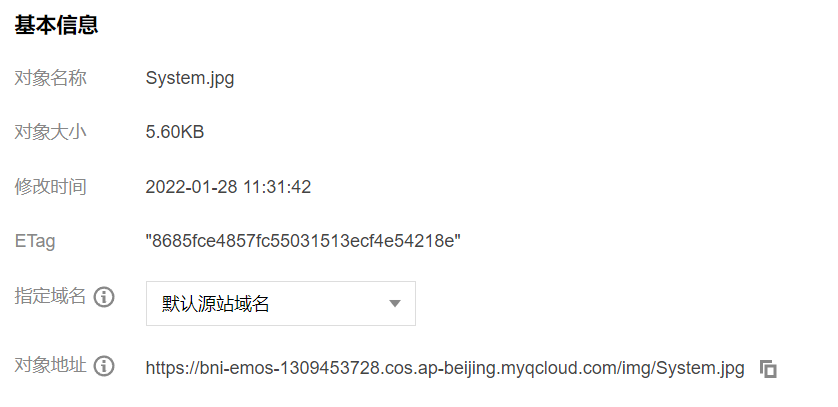 基本信息
对象名称 System.jpg
对象大小 5.60KB
修改时间 2022-01-28 11:31:42
ETag "8685fce4857fc55031513ecf4e54218e"
指定域名 默认源站域名
对象地址 https://bni-emos-1309453728.cos.ap-beijing.myqcloud.com/img/System.jpg